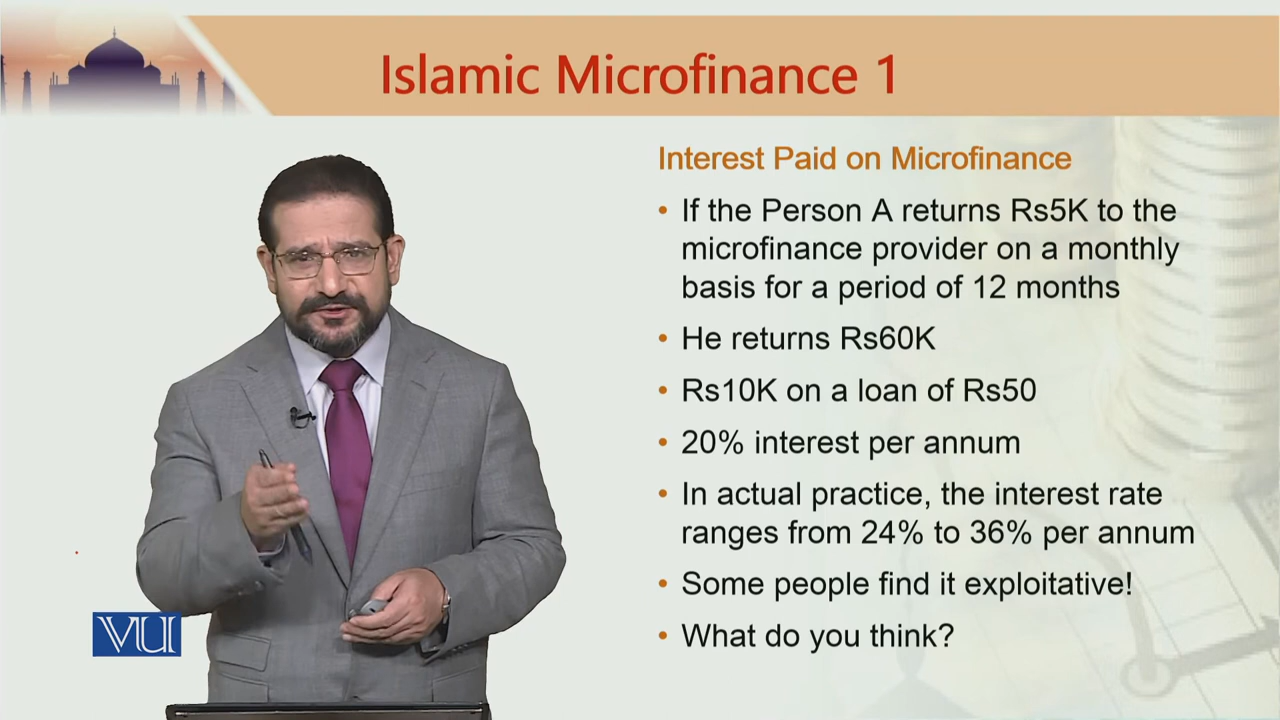 Islamic Microfinance 1
Interest Paid on Microfinance
• If the Person A returns Rs5K to the
microfinance provider on a monthly
basis for a period of 12 months
• He returns Rs60K
• Rs10K on a loan of Rs50
• 20% interest per annum
• In actual practice, the interest rate
ranges from 24% to 36% per annum
• Some people find it exploitative!
• What do you think?
VU